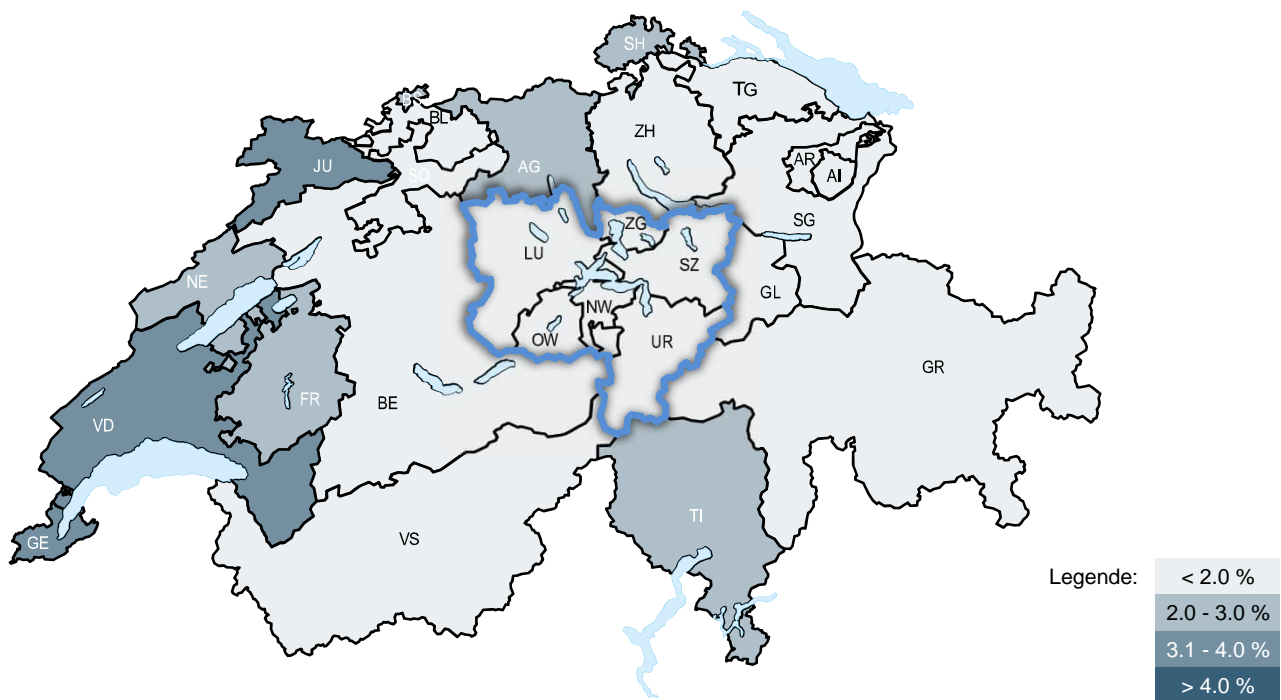 SH
TG
BL
ZH
JU
AG
AR
AI
SO
SG
ZG
LU
SZ
NE
GL
NW
OW
UR
GR
FR
BE
VD
TI
GE
VS
Legende:
< 2.0 %
2.0 - 3.0 %
3.1 - 4.0 %
> 4.0 %